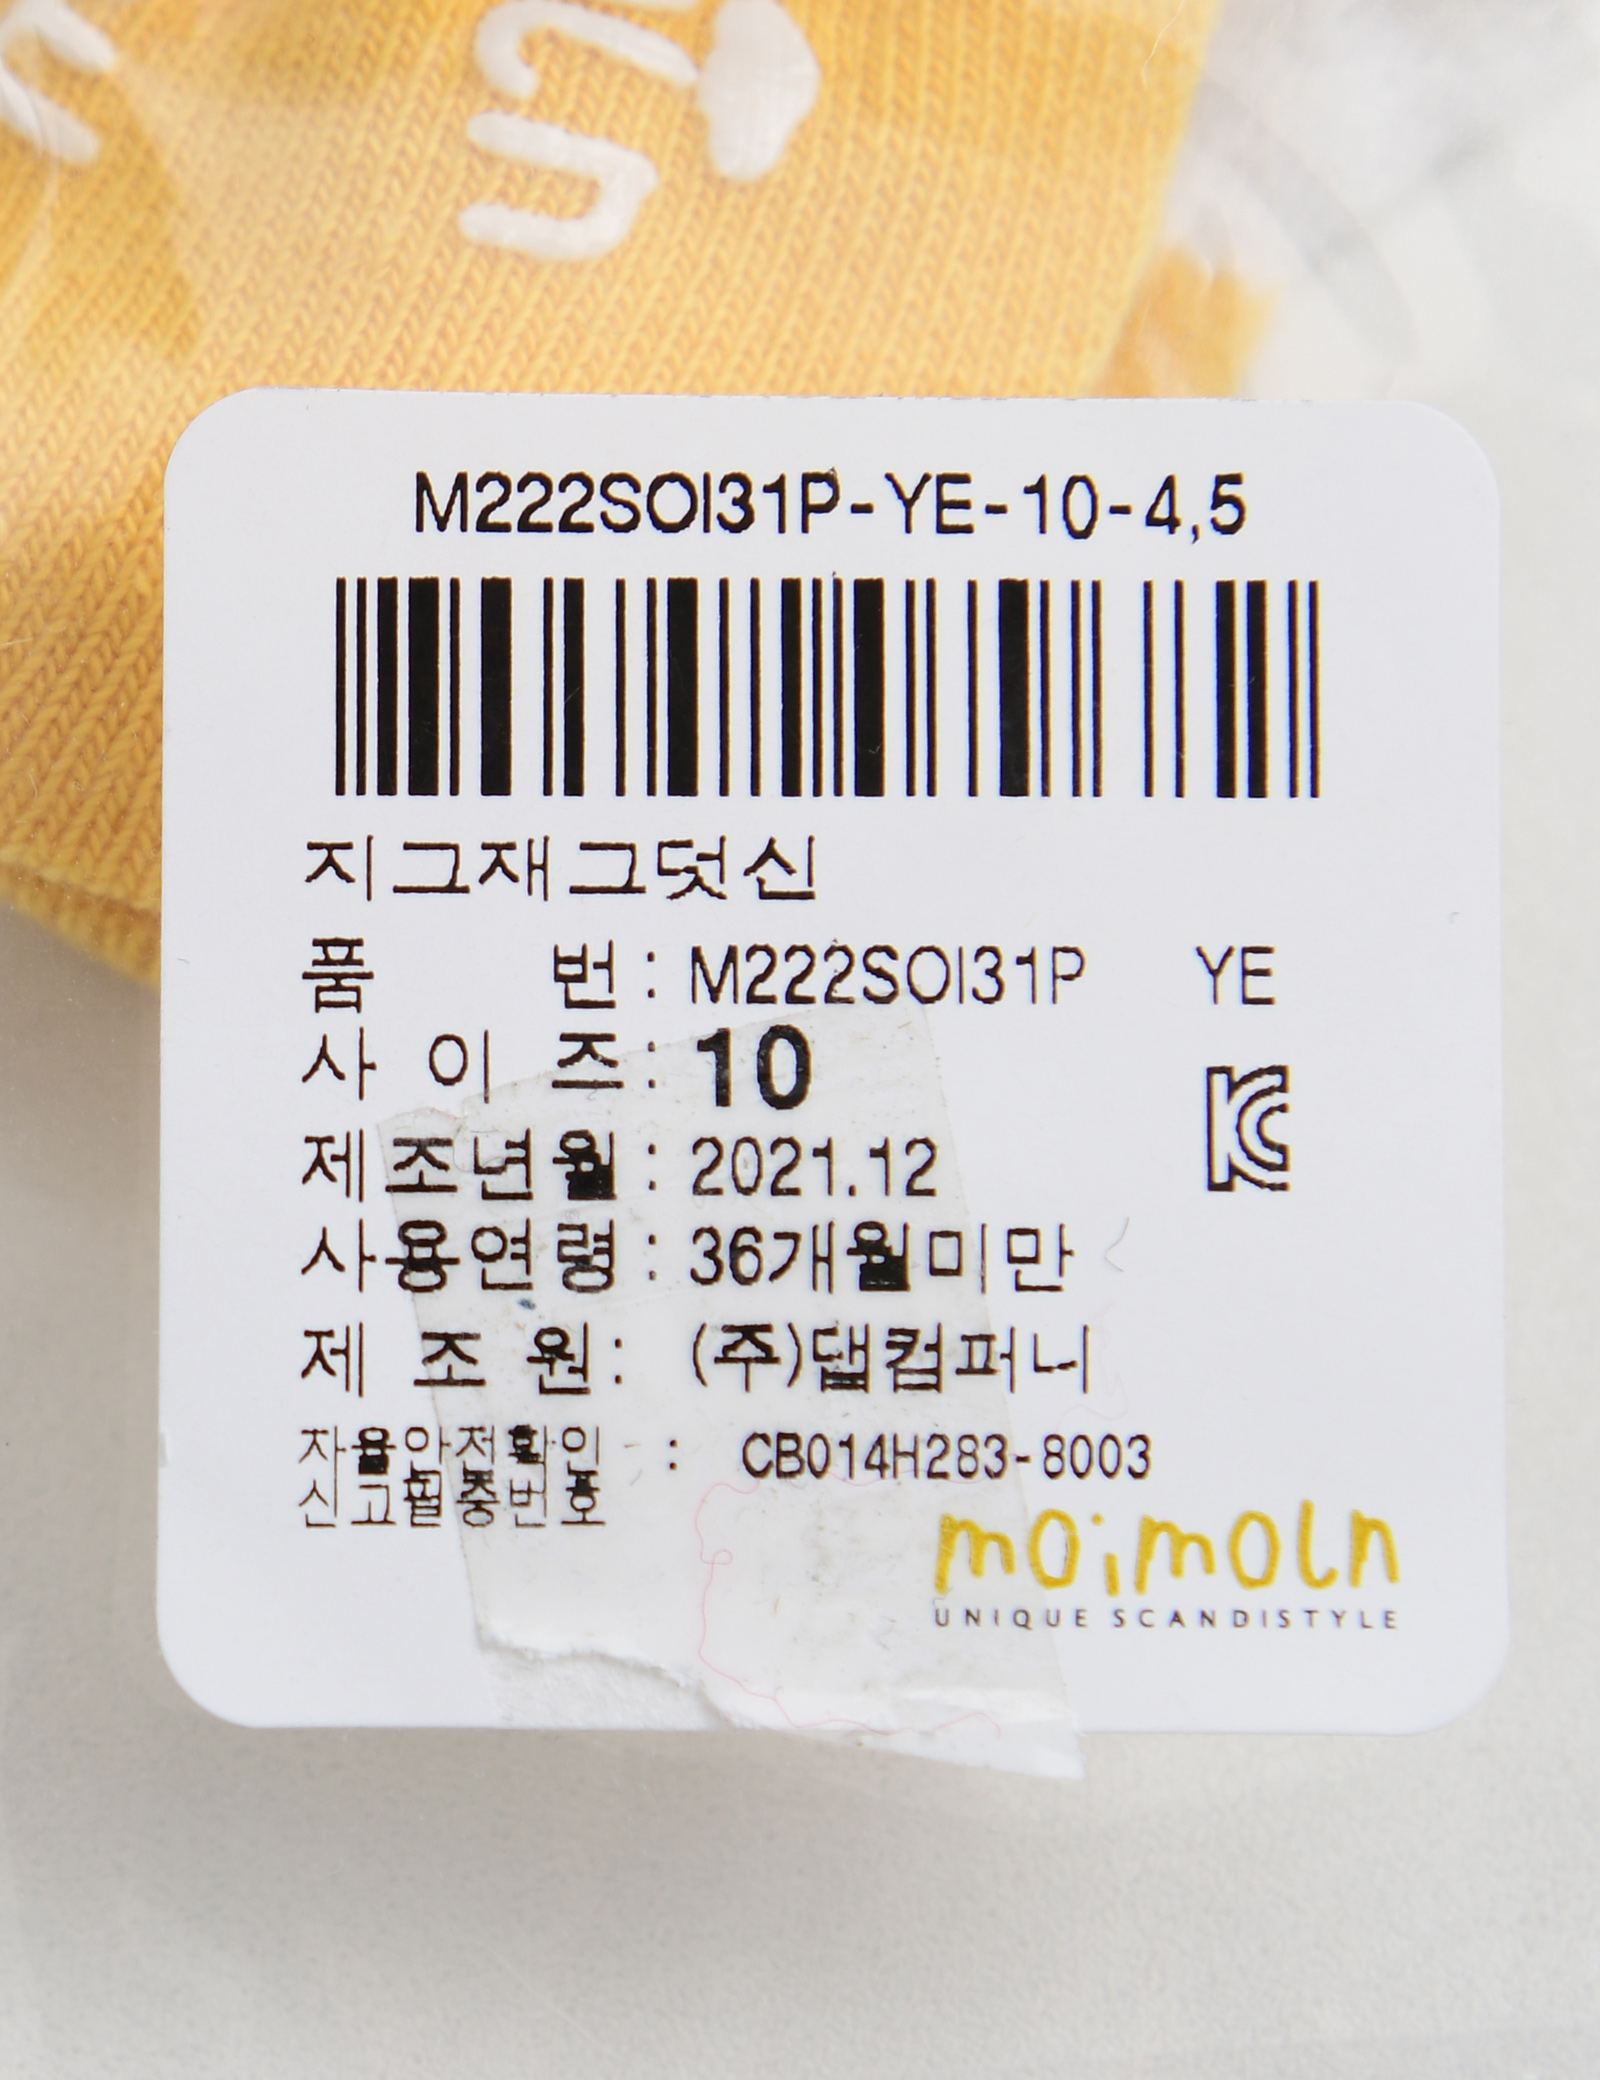 M222SOI31P-YE-10-4,5
지그재그덧신
품 번 : M222SOI31P YE
사 이 즈 : 10
제조년월 : 2021.12
사용연령 : 36개월미만
제 조 원 : (주)댑컴퍼니
자율안전확인 : CB014H283-8003
신고필증번호
moimoln
UNIQUE SCANDISTYLE